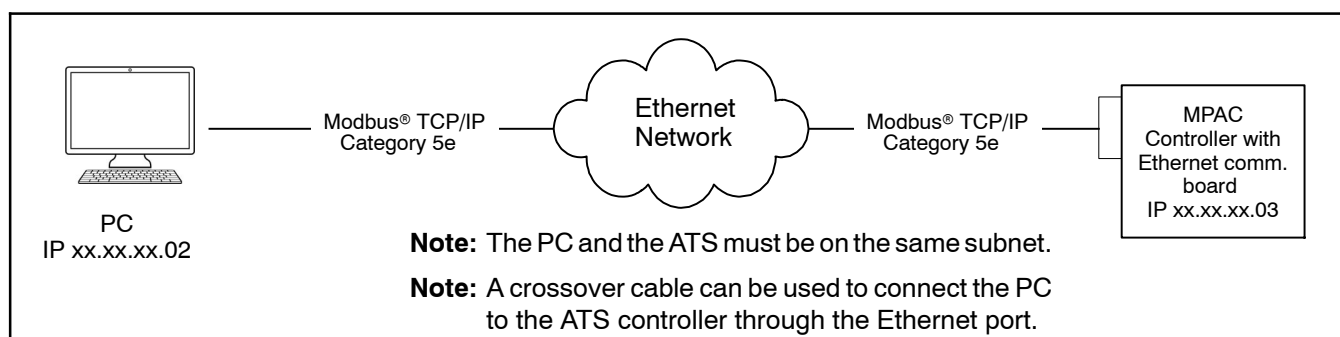 Ethernet
Network
Modbus® TCP/IP
Category 5e
Modbus® TCP/IP
Category 5e
MPAC
Controller with
Ethernet comm.
board
IP xx.xx.xx.03
PC
IP xx.xx.xx.02
Note: The PC and the ATS must be on the same subnet.
Note: A crossover cable can be used to connect the PC
to the ATS controller through the Ethernet port.